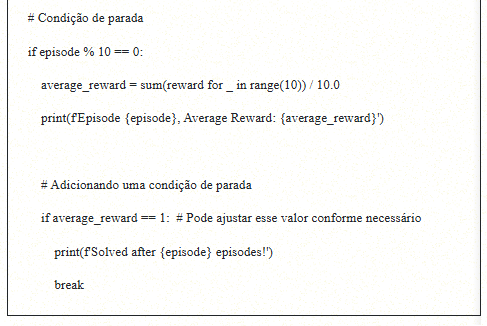 # Condição de parada
if episode % 10 == 0:
average_reward = sum(reward for _ in range(10)) / 10.0
print(f'Episode {episode}, Average Reward: {average_reward}')
# Adicionando uma condição de parada
if average_reward == 1:  # Pode ajustar esse valor conforme necessário
print(f'Solved after {episode} episodes!')
break